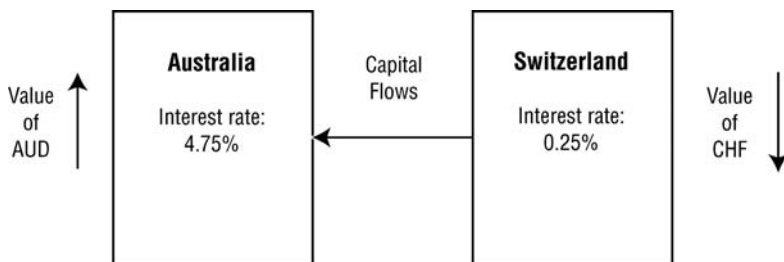 Value
of
AUD
Australia
Interest rate:
4.75%
Capital
Flows
Switzerland
Interest rate:
0.25%
Value
of
CHF